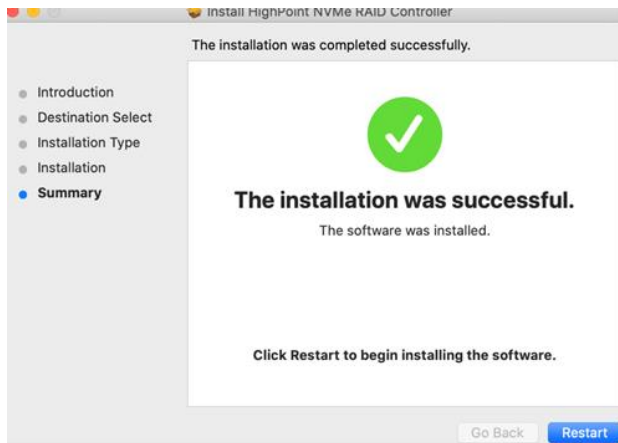 Install HighPoint NVMe RAID Controller
The installation was completed successfully.
Introduction
Destination Select
Installation Type
Installation
Summary
The installation was successful.
The software was installed.
Click Restart to begin installing the software.
Go Back
Restart